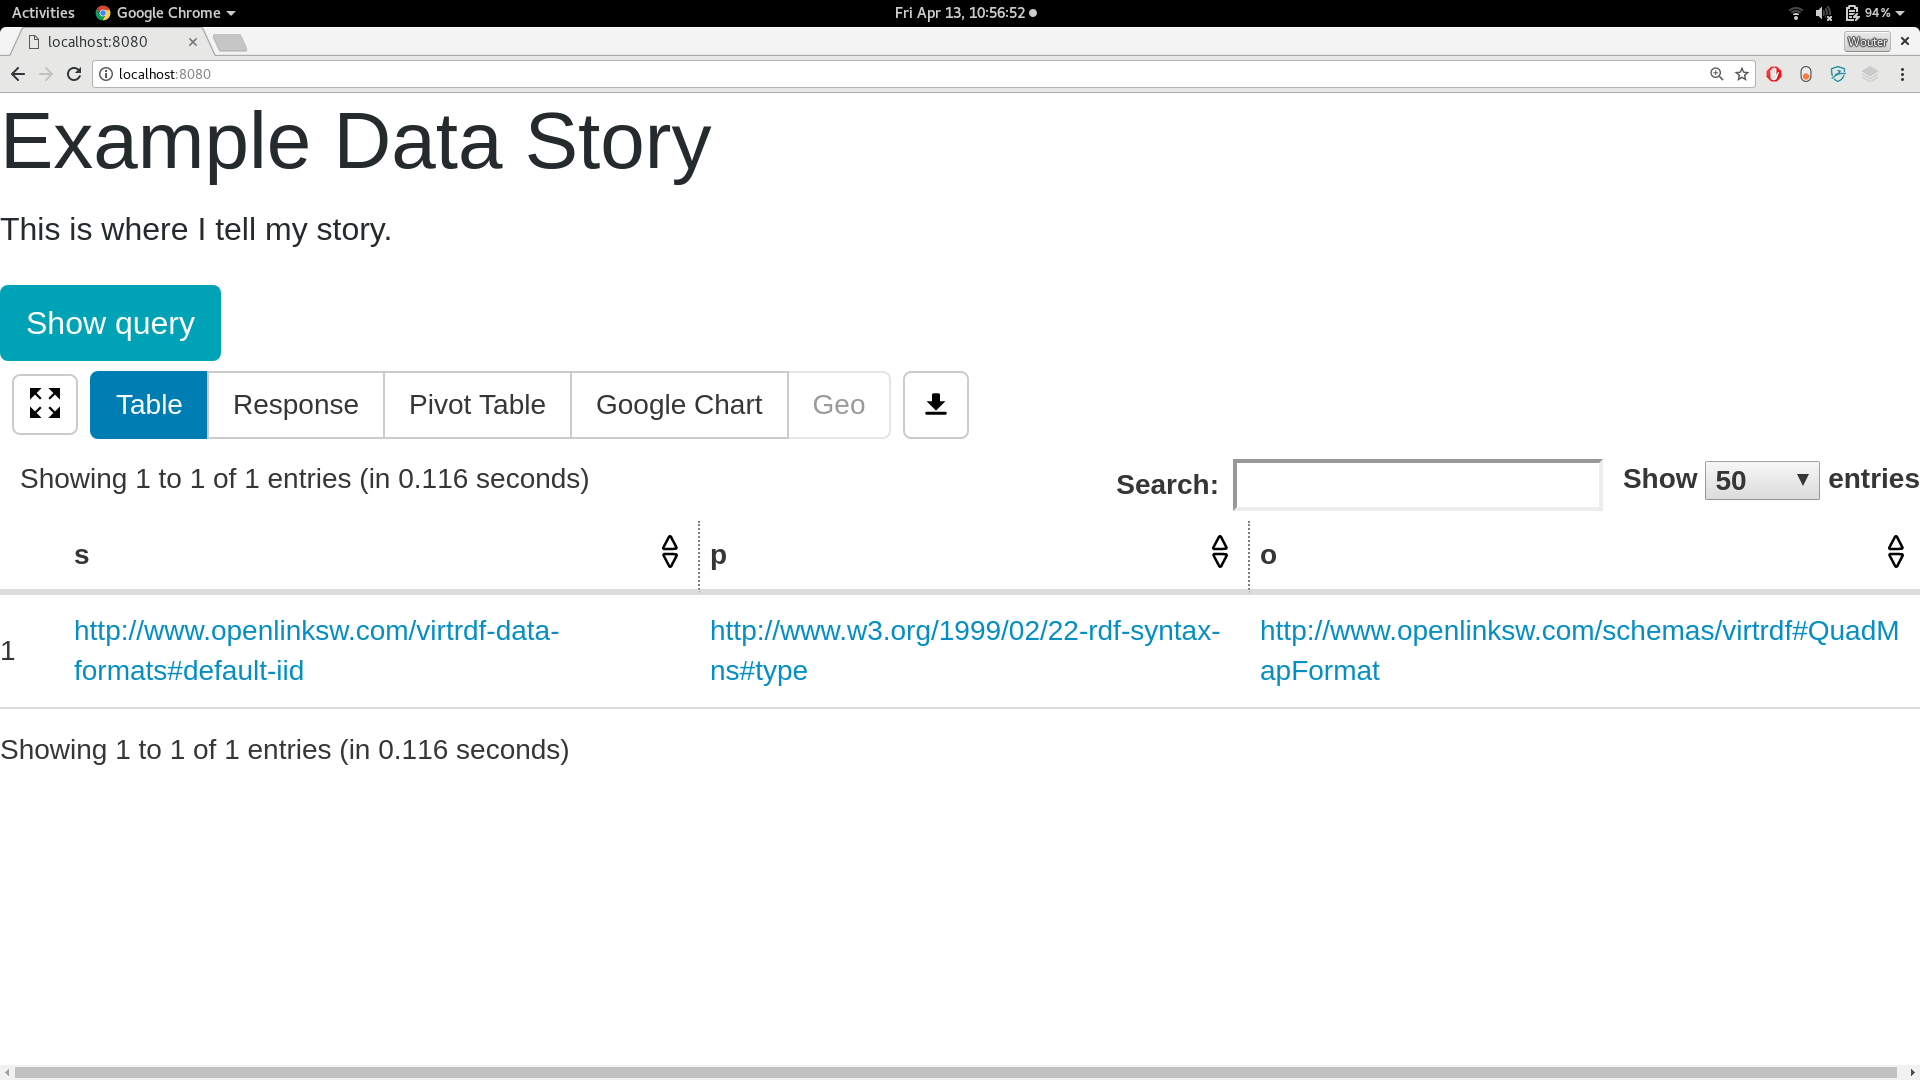 Activities Google Chrome Fri Apr 13, 10:56:52 94%
localhost:8080 Wouter
localhost:8080
Example Data Story
This is where I tell my story.
Show query
Table Response Pivot Table Google Chart Geo
Showing 1 to 1 of 1 entries (in 0.116 seconds) Search: Show 50 entries
s p o
1 http://www.openlinksw.com/virtrdf-data- http://www.w3.org/1999/02/22-rdf-syntax- http://www.openlinksw.com/schemas/virtrdf#QuadM
formats#default-iid ns#type apFormat
Showing 1 to 1 of 1 entries (in 0.116 seconds)